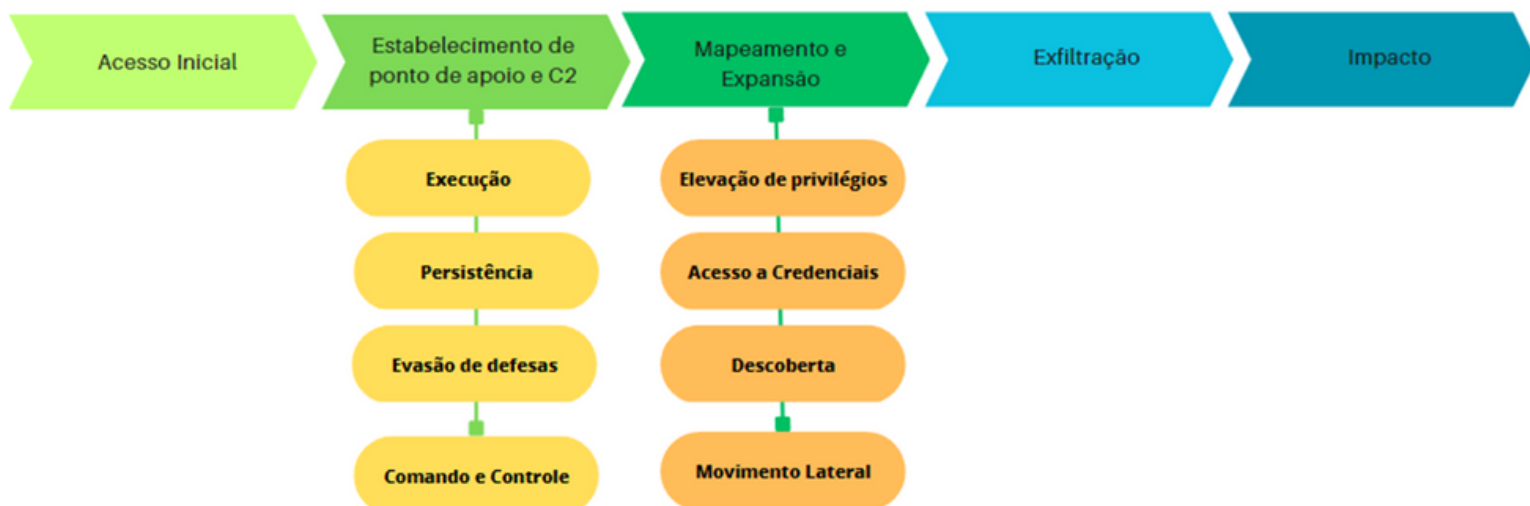 Acesso Inicial
Estabelecimento de
ponto de apoio e C2
Mapeamento e
Expansão
Exfiltração
Impacto
Execução
Persistência
Evasão de defesas
Comando e Controle
Elevação de privilégios
Acesso a Credenciais
Descoberta
Movimento Lateral